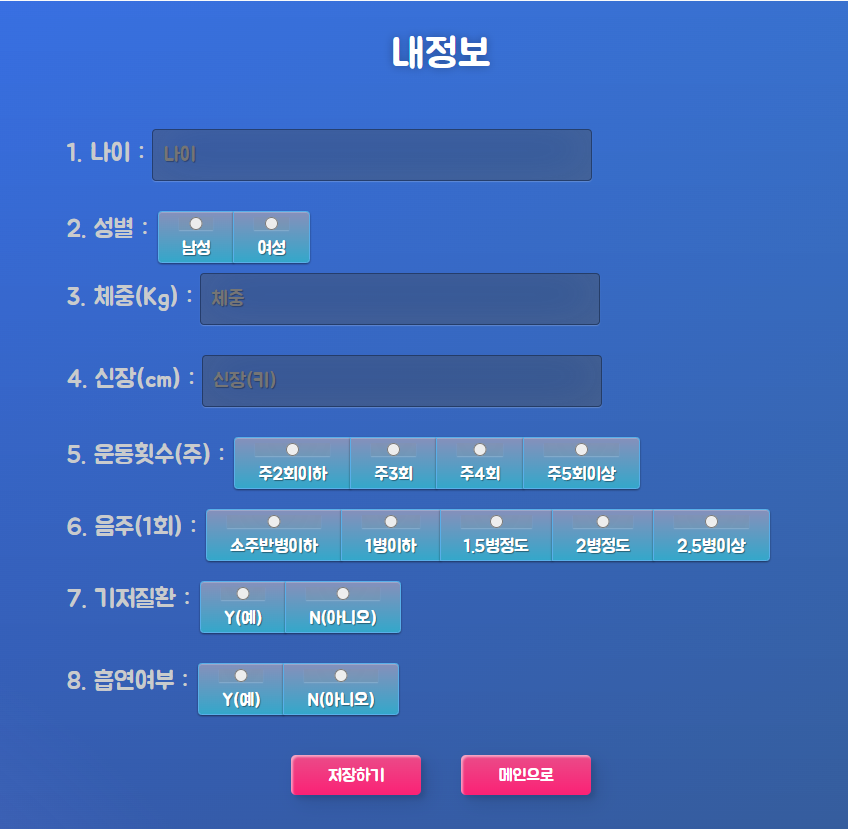 내정보
1. 나이 : 나이
2. 성별 : 남성 여성
3. 체중(Kg) : 체중
4. 신장(cm) : 신장(키)
5. 운동횟수(주) : 주2회이하 주3회 주4회 주5회이상
6. 음주(1회) : 소주반병이하 1병이하 1.5병정도 2병정도 2.5병이상
7. 기저질환 : Y(예) N(아니오)
8. 흡연여부 : Y(예) N(아니오)
저장하기 메인으로